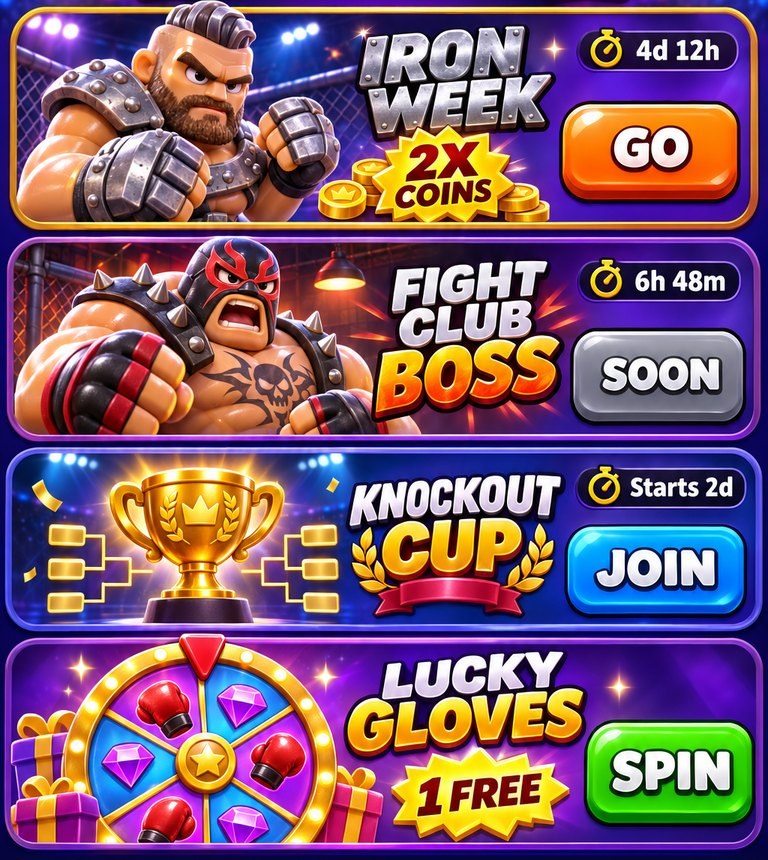 IRON
WEEK
2X
COINS
4d 12h
GO
FIGHT
CLUB
BOSS
6h 48m
SOON
KNOCKOUT
CUP
Starts 2d
JOIN
LUCKY
GLOVES
1 FREE
SPIN